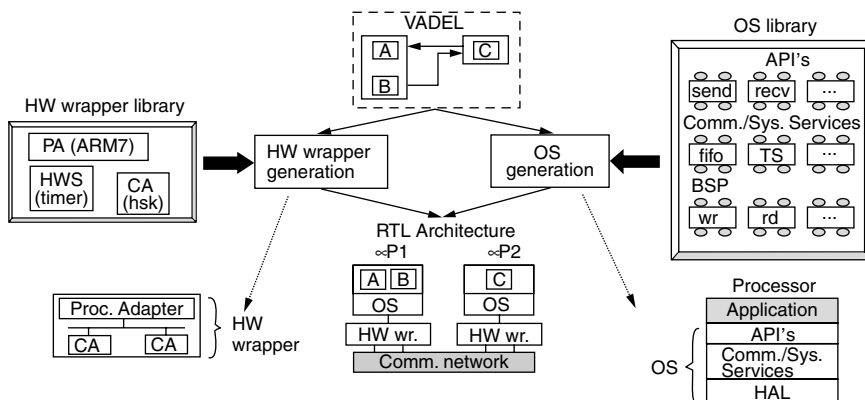 VADEL
A
C
B
OS library
API's
send recv ...
Comm./Sys. Services
fifo TS ...
BSP
wr rd ...
HW wrapper library
PA (ARM7)
HWS
(timer)
CA
(hsk)
HW wrapper
generation
OS
generation
RTL Architecture
∝P1 ∝P2
A B C
OS OS
HW wr. HW wr.
Comm. network
Proc. Adapter
CA CA
HW
wrapper
Processor
Application
API's
Comm./Sys.
Services
HAL
OS